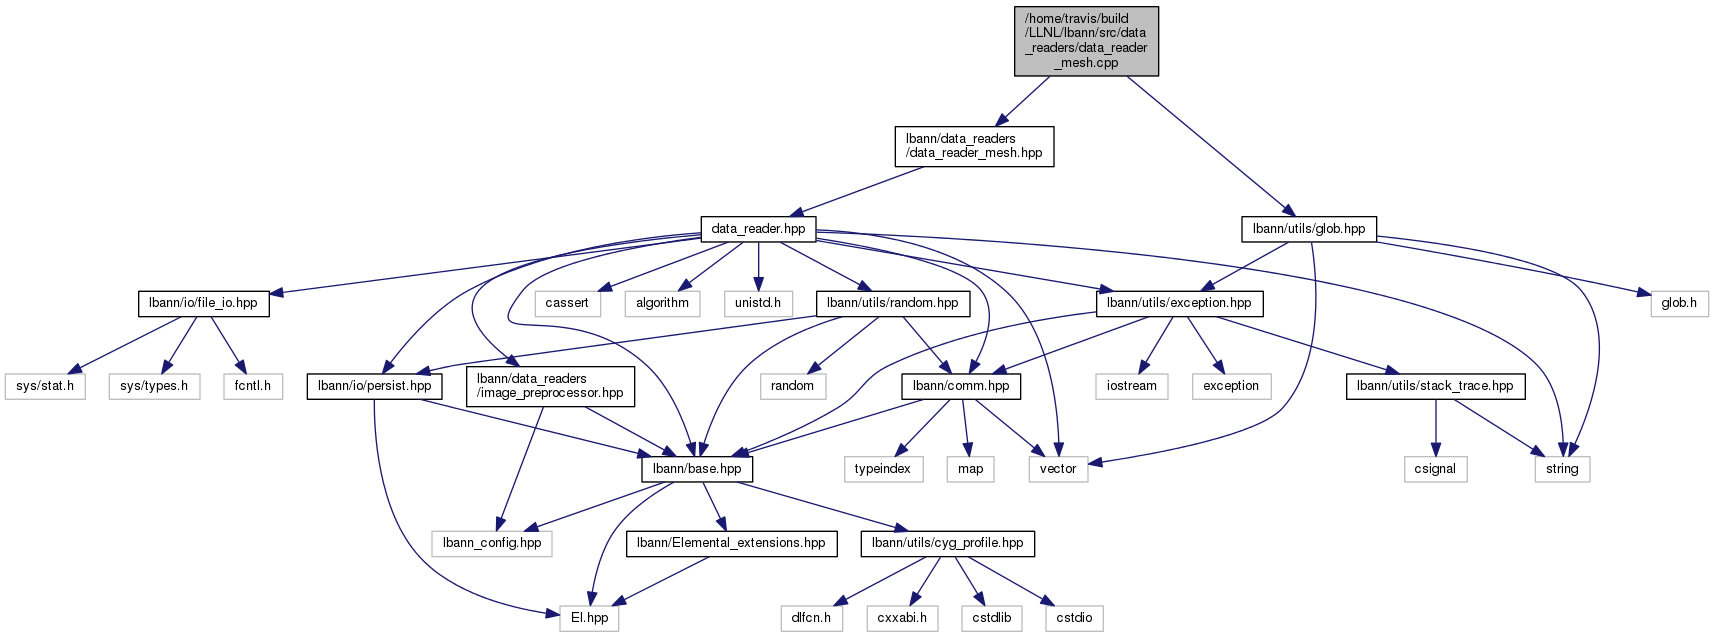 /home/travis/build
/LLNL/lbann/src/data
_readers/data_reader
_mesh.cpp
lbann/data_readers
/data_reader_mesh.hpp
data_reader.hpp
lbann/utils/glob.hpp
lbann/io/file_io.hpp
cassert
algorithm
unistd.h
lbann/utils/random.hpp
lbann/utils/exception.hpp
glob.h
sys/stat.h
sys/types.h
fcntl.h
lbann/io/persist.hpp
lbann/data_readers
/image_preprocessor.hpp
random
lbann/comm.hpp
iostream
exception
lbann/utils/stack_trace.hpp
lbann/base.hpp
typeindex
map
vector
csignal
string
lbann_config.hpp
lbann/Elemental_extensions.hpp
lbann/utils/cyg_profile.hpp
El.hpp
dlfcn.h
cxxabi.h
cstdlib
cstdio